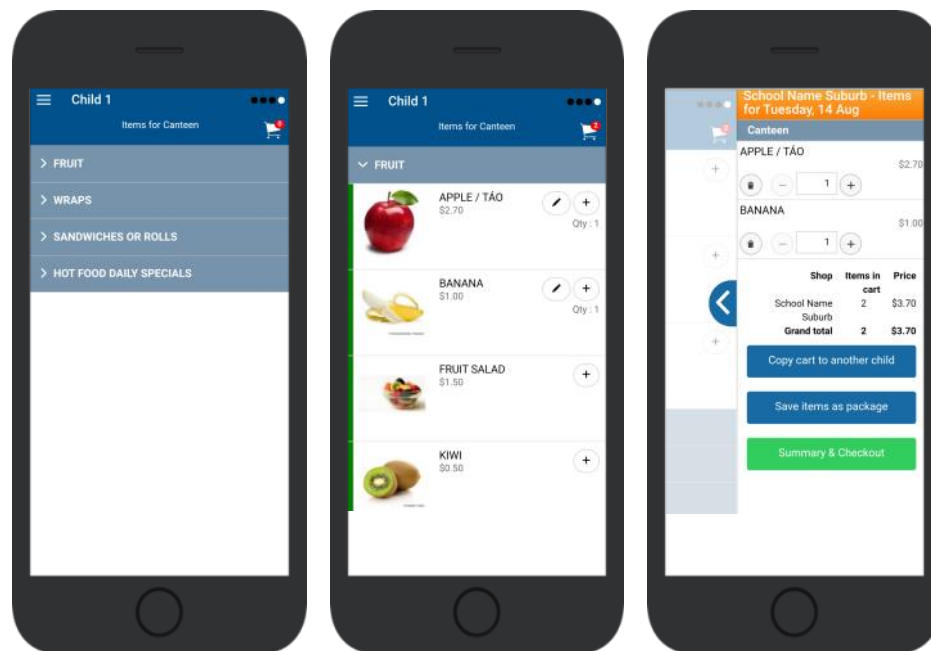 Child 1
Items for Canteen
> FRUIT
> WRAPS
> SANDWICHES OR ROLLS
> HOT FOOD DAILY SPECIALS
Child 1
Items for Canteen
2
FRUIT
APPLE / TÁO
$2.70
Qty : 1
BANANA
$1.00
Qty : 1
FRUIT SALAD
$1.50
KIWI
$0.50
School Name Suburb - Items
for Tuesday, 14 Aug
Canteen
APPLE / TÁO
$2.70
1
BANANA
$1.00
1
Shop Items in cart Price
School Name Suburb 2 $3.70
Grand total 2 $3.70
Copy cart to another child
Save items as package
Summary & Checkout